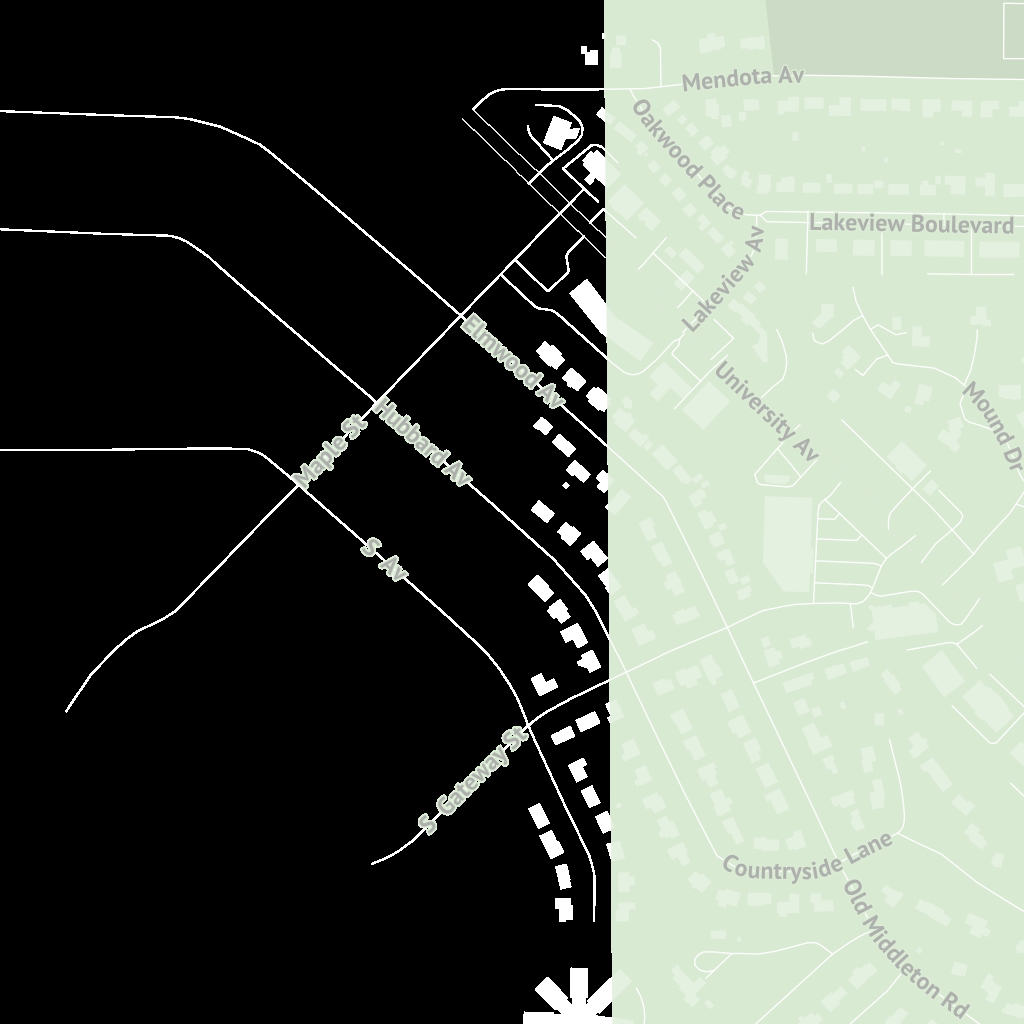 Mendota Av
Oakwood Place
Lakeview Boulevard
Lakeview Av
Elmwood Av
University Av
Mound Dr
Hubbard Av
Maple St
S Av
S Gateway St
Countryside Lane
Old Middleton Rd